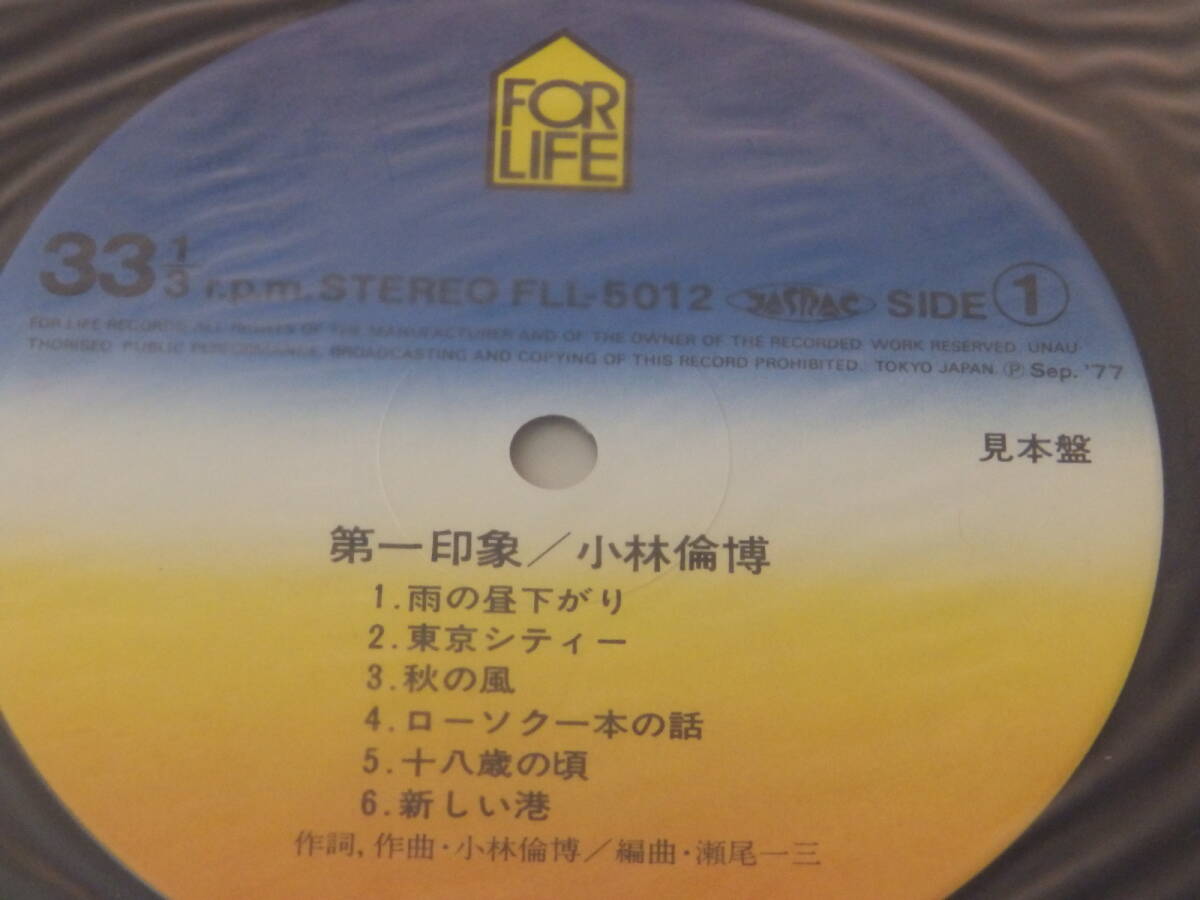 FOR
LIFE
33 1/3 r.p.m. STEREO FLL-5012 JASRAC SIDE 1
FOR LIFE RECORDS: ALL RIGHTS OF THE MANUFACTURER AND OF THE OWNER OF THE RECORDED WORK RESERVED. UNAU-
THORISED PUBLIC PERFORMANCE, BROADCASTING AND COPYING OF THIS RECORD PROHIBITED. TOKYO JAPAN. Ⓟ Sep. '77
見本盤
第一印象／小林倫博
1.雨の昼下がり
2.東京シティー
3.秋の風
4.ローソク一本の話
5.十八歳の頃
6.新しい港
作詞,作曲・小林倫博／編曲・瀬尾一三